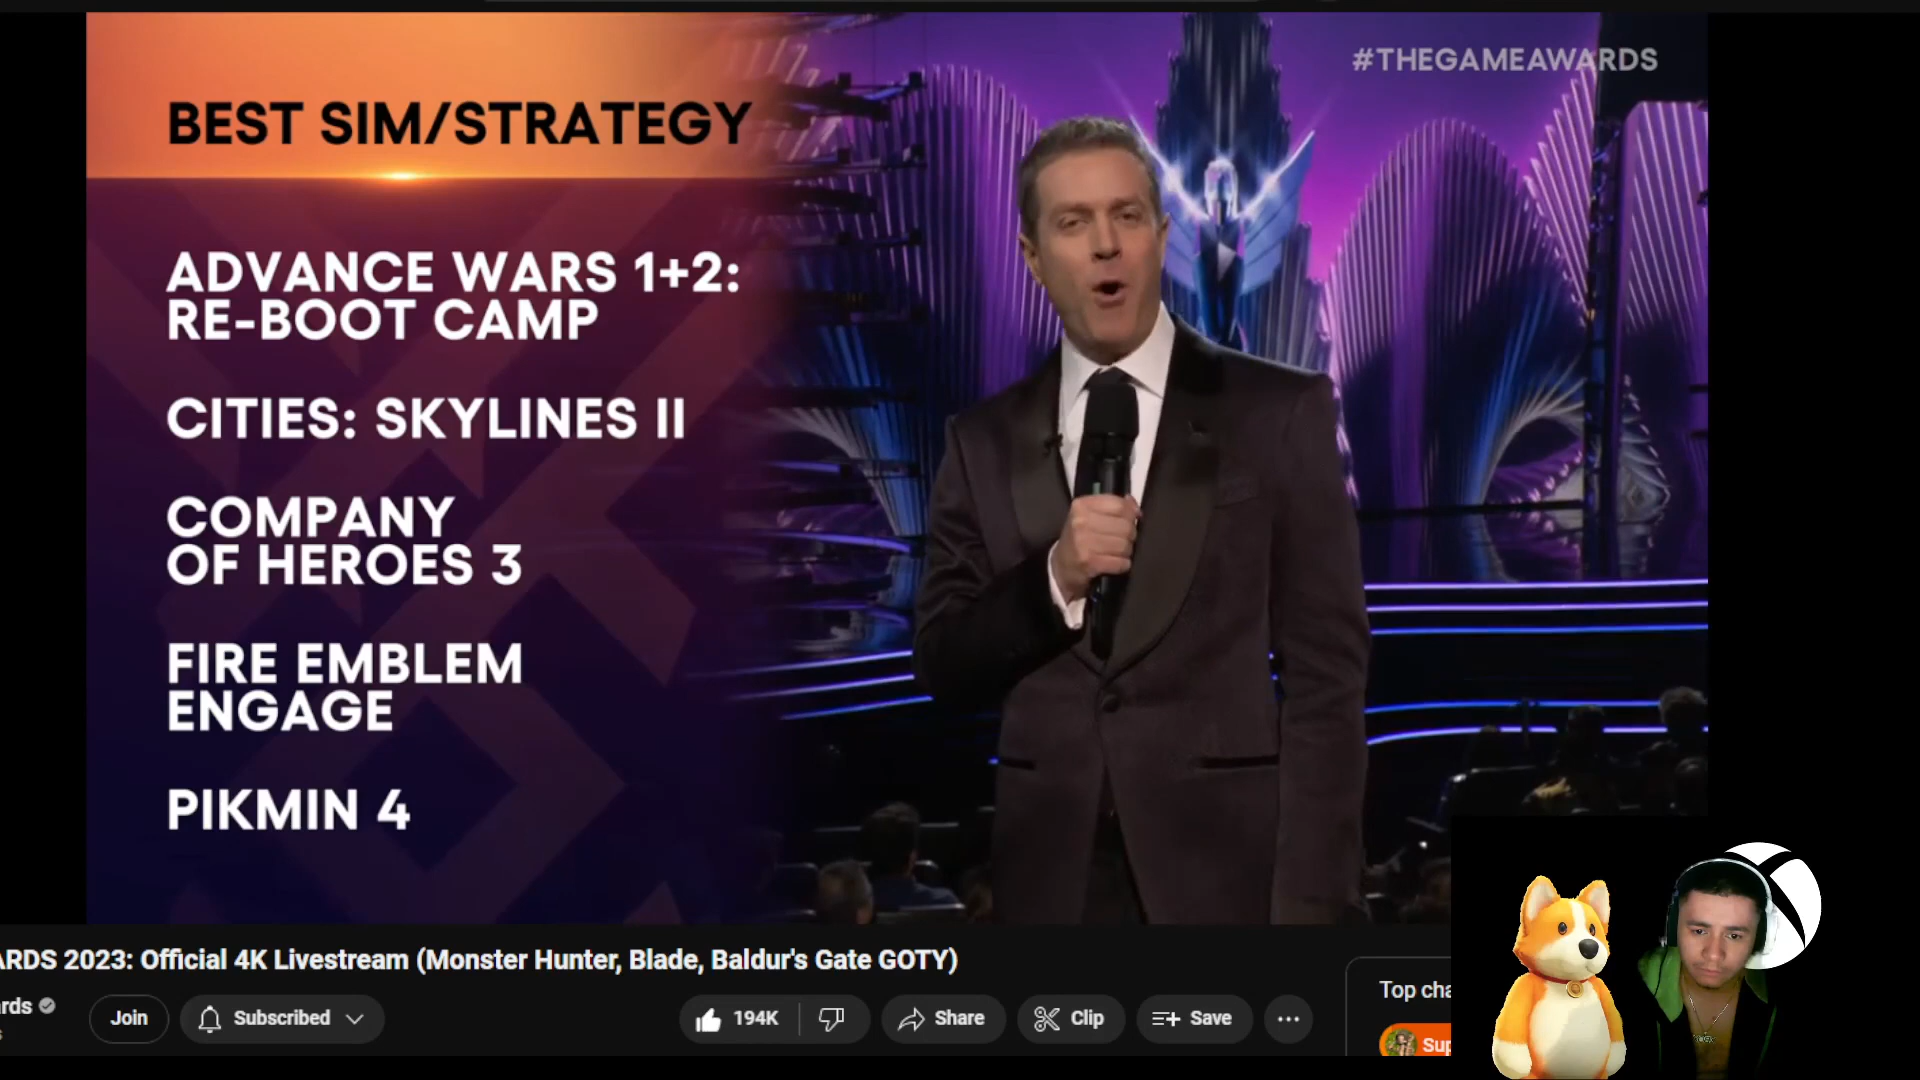 #THEGAMEAWARDS
BEST SIM/STRATEGY
ADVANCE WARS 1+2:
RE-BOOT CAMP
CITIES: SKYLINES II
COMPANY
OF HEROES 3
FIRE EMBLEM
ENGAGE
PIKMIN 4
ARDS 2023: Official 4K Livestream (Monster Hunter, Blade, Baldur's Gate GOTY)
rds
Join
Subscribed
194K
Share
Clip
Save
Top cha
Sup